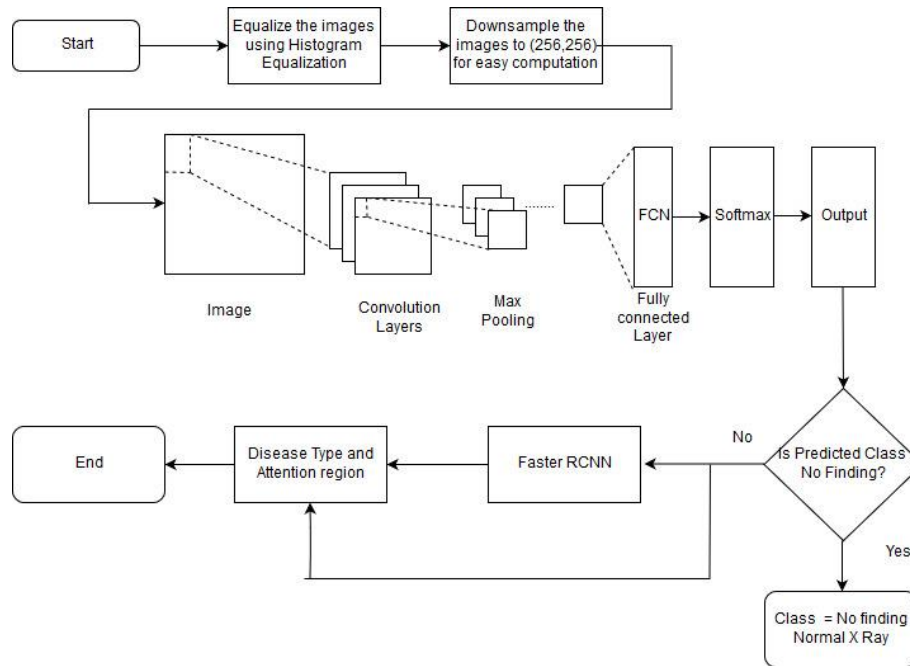 Start
Equalize the images
using Histogram
Equalization
Downsample the
images to (256,256)
for easy computation
FCN
Softmax
Output
Image
Convolution
Layers
Max
Pooling
Fully
connected
Layer
End
Disease Type and
Attention region
Faster RCNN
No
Is Predicted Class
No Finding?
Yes
Class = No finding
Normal X Ray